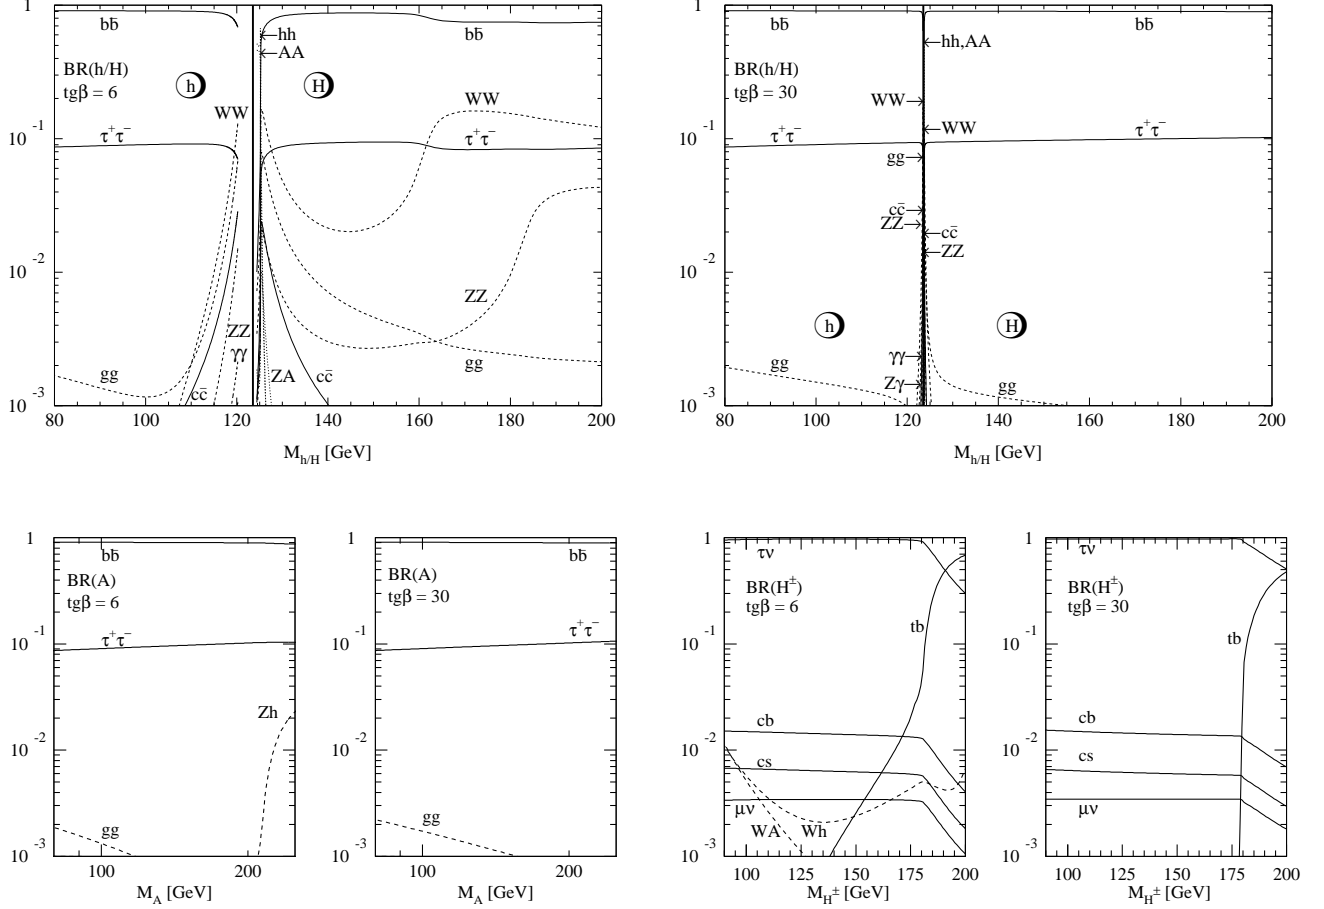 1
10 -1
10 -2
10 -3
80 100 120 140 160 180 200
M h/H [GeV]
bb̄
BR(h/H)
tgβ = 6
h
WW
τ+τ−
gg
cc̄
ZZ
γγ
hh
AA
H
bb̄
WW
τ+τ−
ZZ
gg
ZA
cc̄
1
10 -1
10 -2
10 -3
80 100 120 140 160 180 200
M h/H [GeV]
bb̄
bb̄
BR(h/H)
tgβ = 30
hh,AA
WW
WW
τ+τ−
τ+τ−
gg
cc̄
ZZ
cc̄
ZZ
h
H
γγ
Zγ
gg
gg
1
10 -1
10 -2
10 -3
100 200
M A [GeV]
bb̄
BR(A)
tgβ = 6
τ+τ−
Zh
gg
1
10 -1
10 -2
10 -3
100 200
M A [GeV]
bb̄
BR(A)
tgβ = 30
τ+τ−
gg
1
10 -1
10 -2
10 -3
100 125 150 175 200
M H± [GeV]
τν
BR(H±)
tgβ = 6
tb
cb
cs
μν
WA
Wh
1
10 -1
10 -2
10 -3
100 125 150 175 200
M H± [GeV]
τν
BR(H±)
tgβ = 30
tb
cb
cs
μν